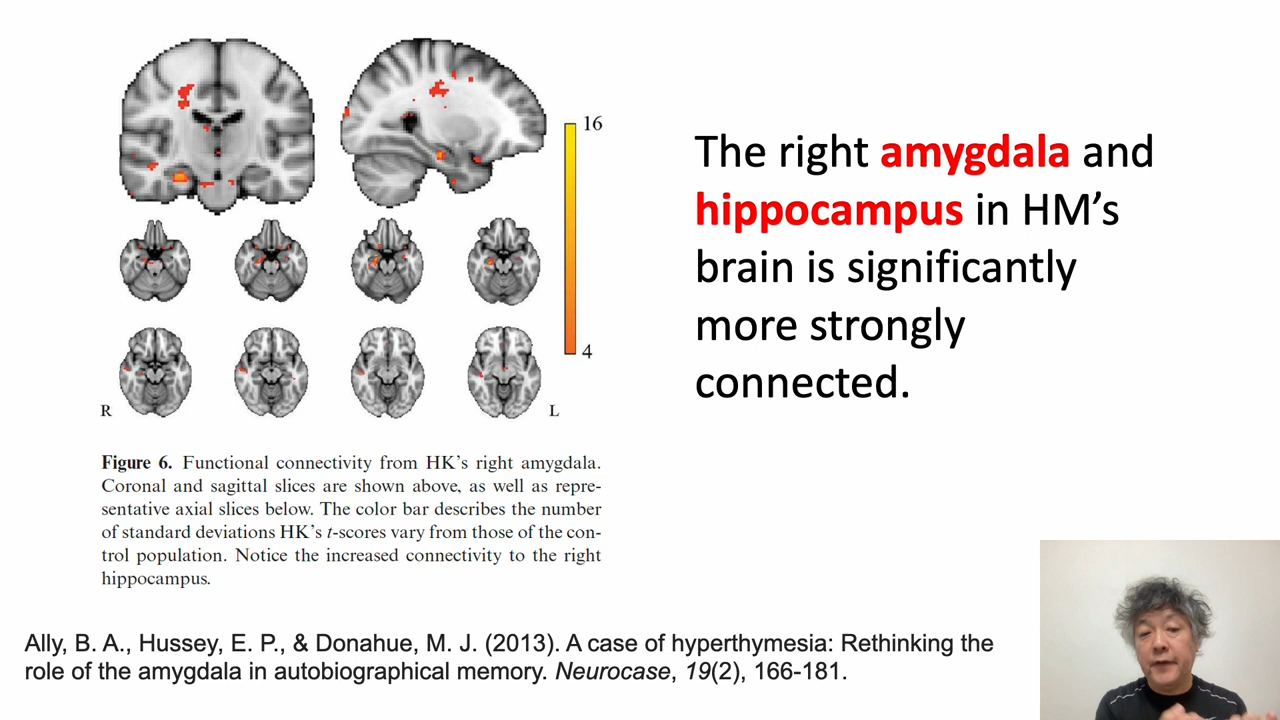 16
4
R
L
Figure 6. Functional connectivity from HK's right amygdala.
Coronal and sagittal slices are shown above, as well as repre-
sentative axial slices below. The color bar describes the number
of standard deviations HK's t-scores vary from those of the con-
trol population. Notice the increased connectivity to the right
hippocampus.
The right amygdala and
hippocampus in HM’s
brain is significantly
more strongly
connected.
Ally, B. A., Hussey, E. P., & Donahue, M. J. (2013). A case of hyperthymesia: Rethinking the
role of the amygdala in autobiographical memory. Neurocase, 19(2), 166-181.